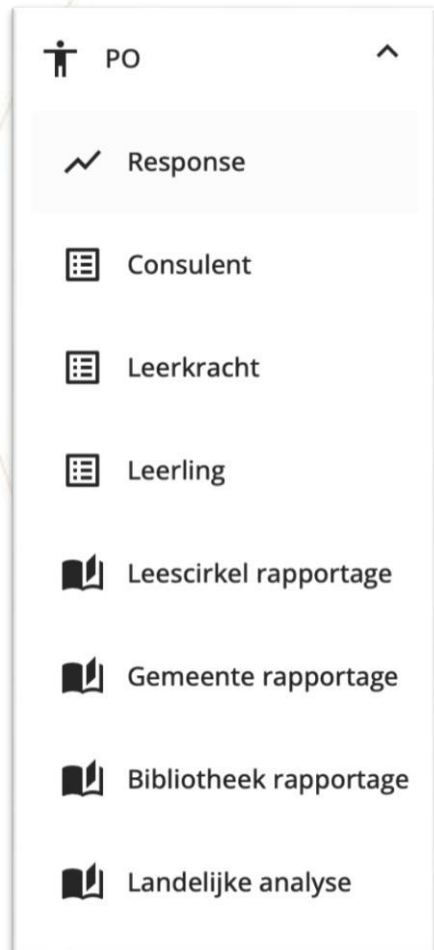 PO
Response
Consulent
Leerkracht
Leerling
Leescirkel rapportage
Gemeente rapportage
Bibliotheek rapportage
Landelijke analyse